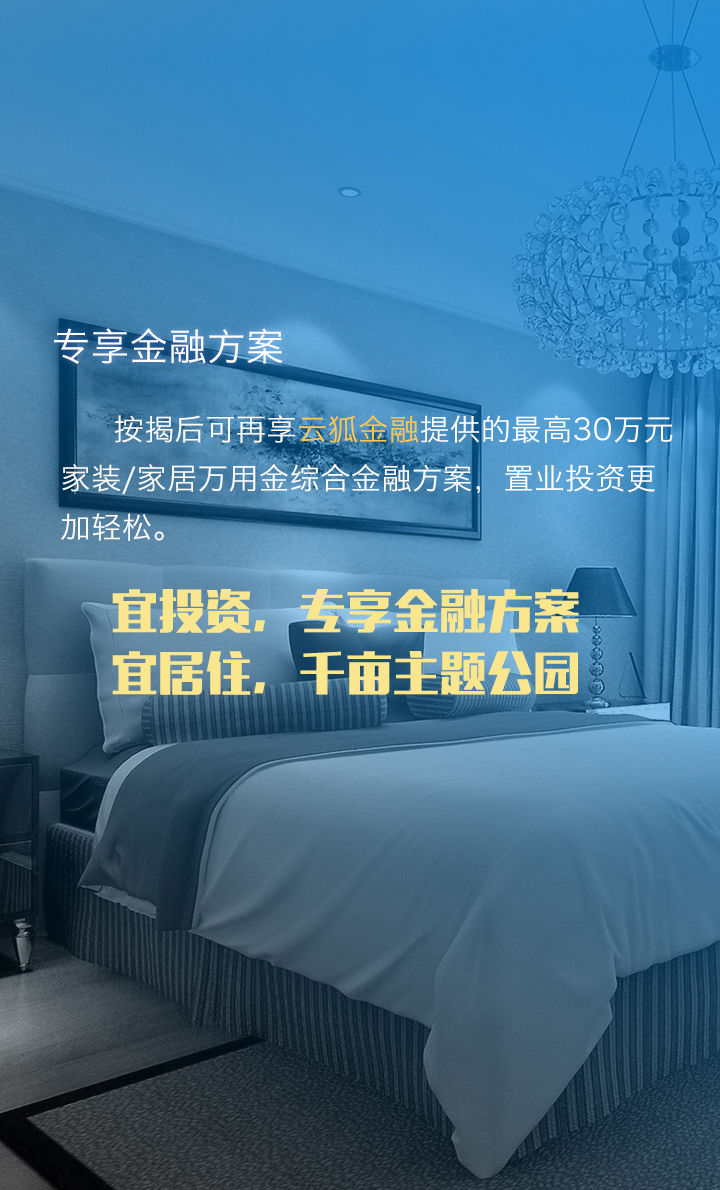 专享金融方案
按揭后可再享云狐金融提供的最高30万元
家装/家居万用金综合金融方案，置业投资更
加轻松。
宜投资，专享金融方案
宜居住，千亩主题公园